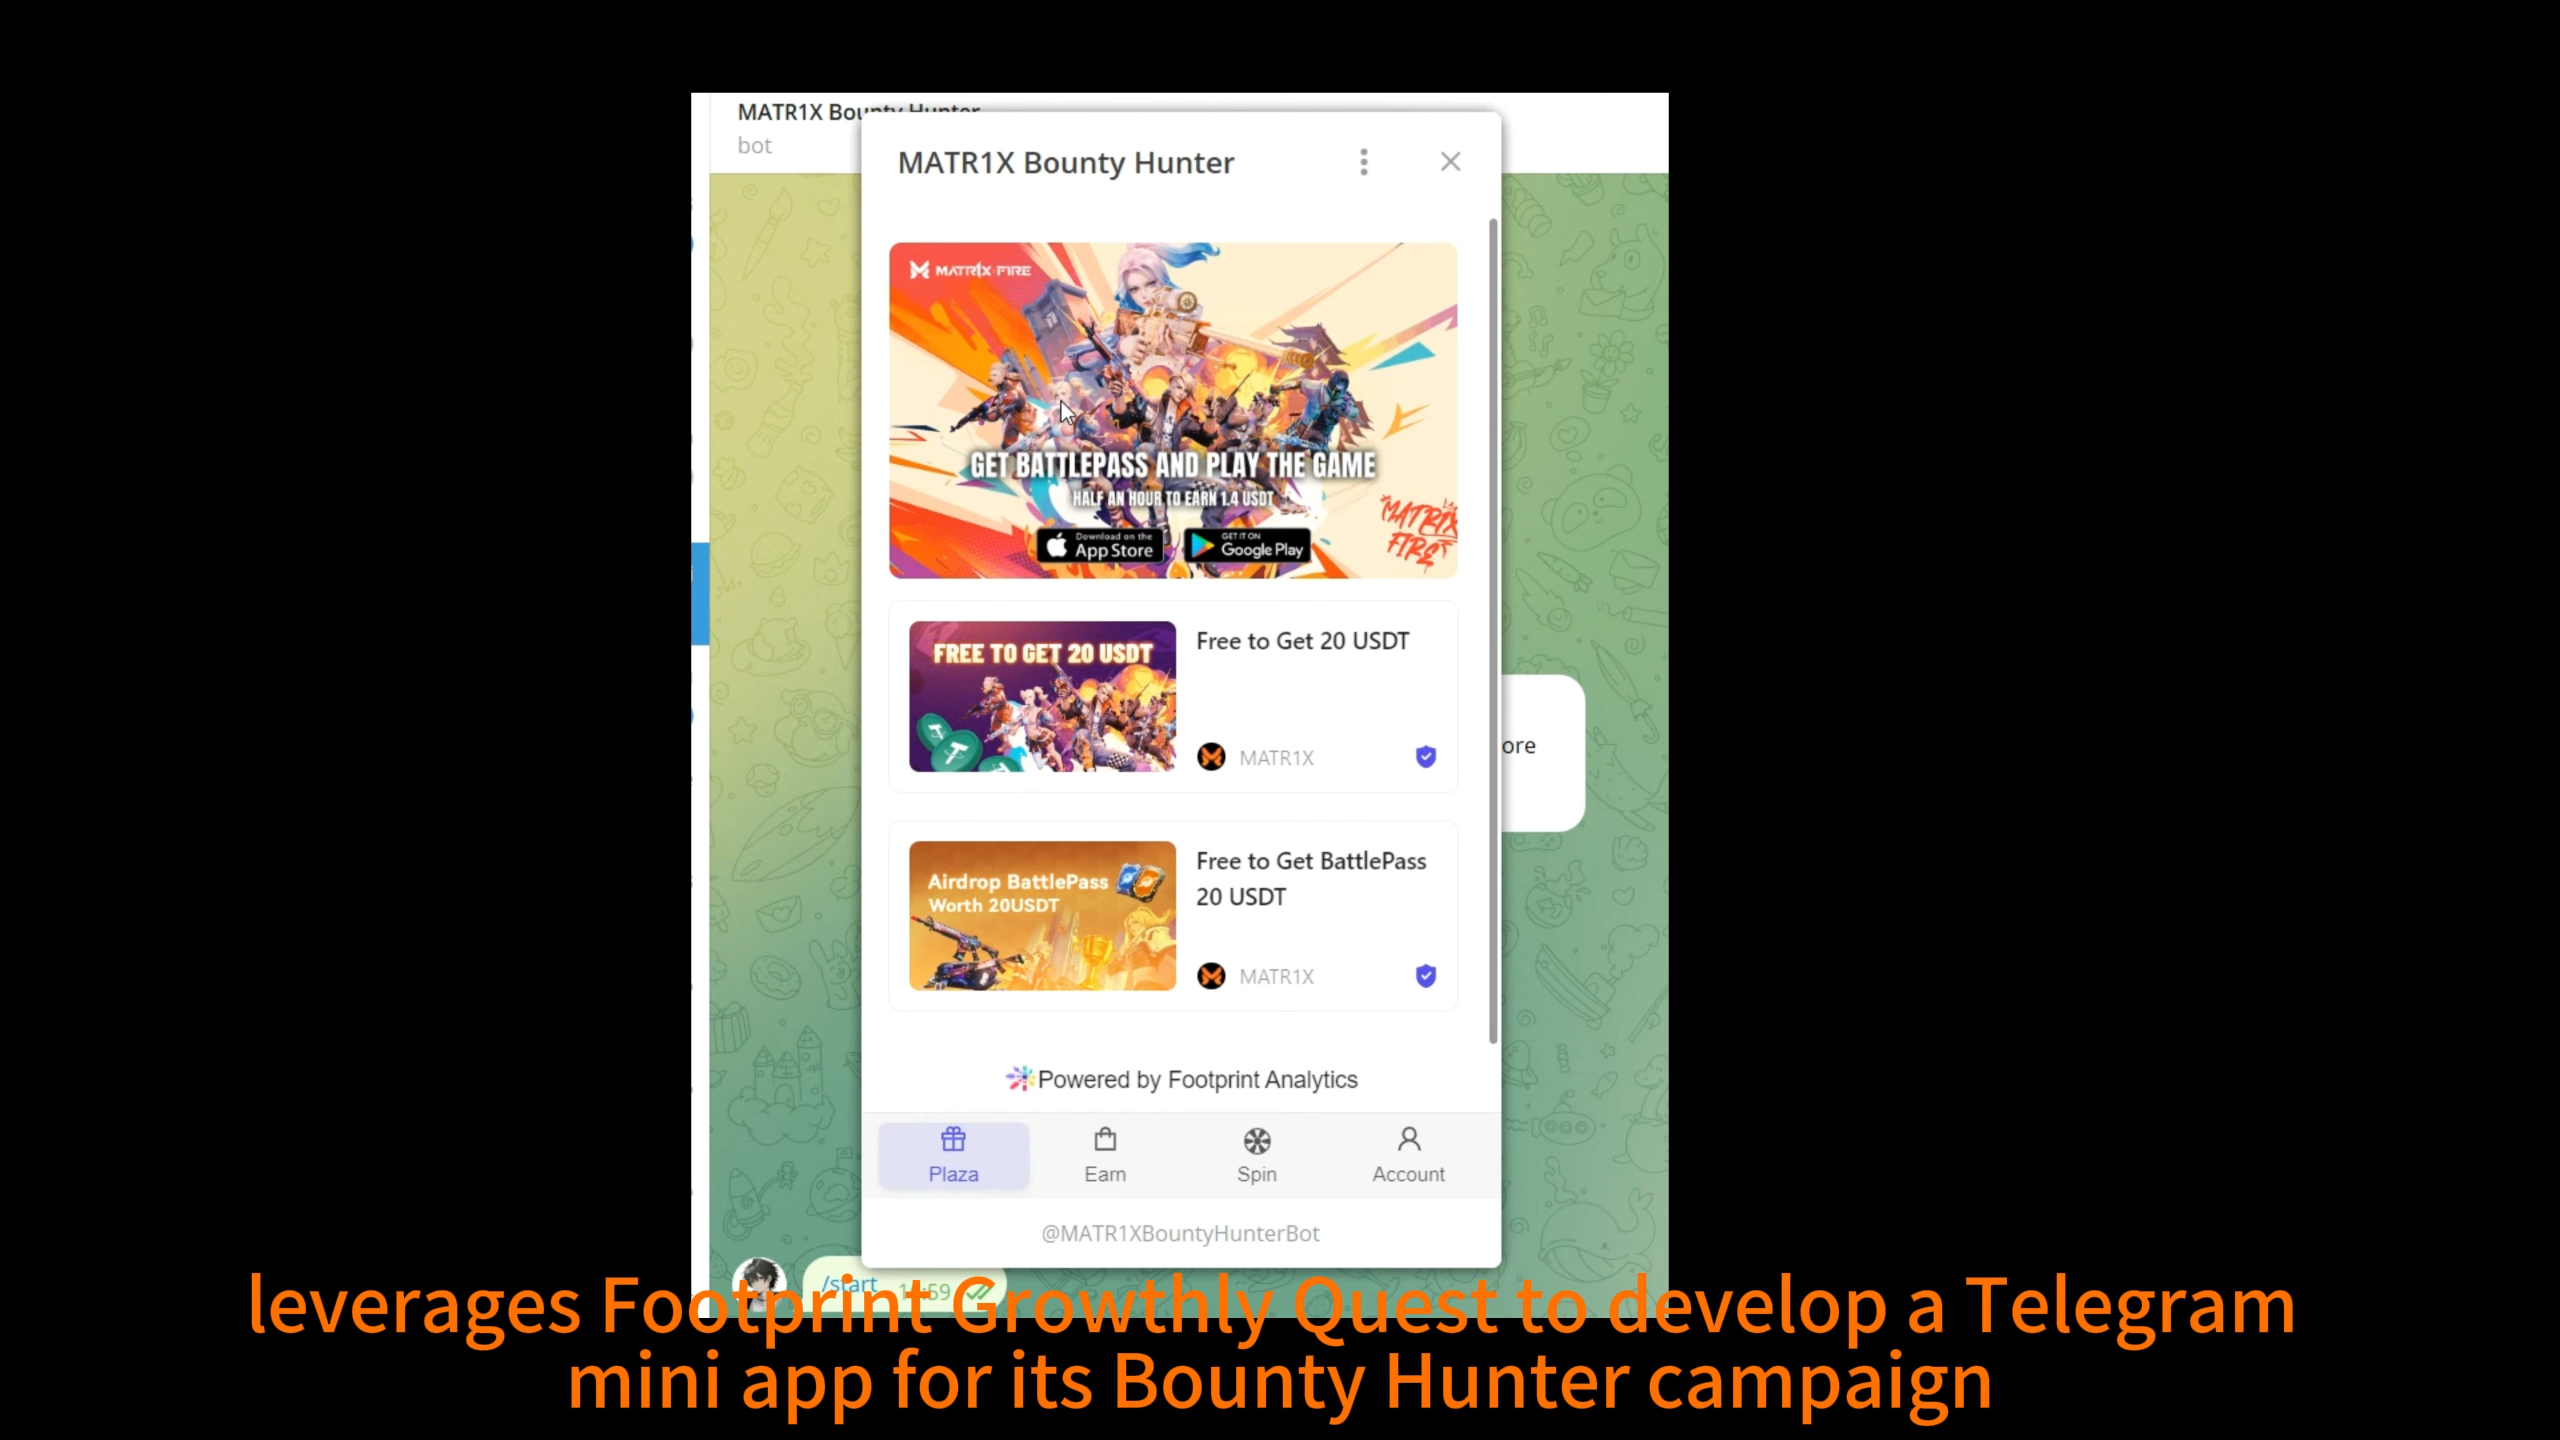 MATR1X Bounty Hunter
bot
MATR1X Bounty Hunter
MATR1X FIRE
GET BATTLEPASS AND PLAY THE GAME
HALF AN HOUR TO EARN 1.4 USDT
Download on the
App Store
GET IT ON
Google Play
MATR1X
FIRE
FREE TO GET 20 USDT
Free to Get 20 USDT
MATR1X
ore
Airdrop BattlePass
Worth 20USDT
Free to Get BattlePass
20 USDT
MATR1X
Powered by Footprint Analytics
Plaza
Earn
Spin
Account
@MATR1XBountyHunterBot
/start
leverages Footprint Growthly Quest to develop a Telegram
mini app for its Bounty Hunter campaign